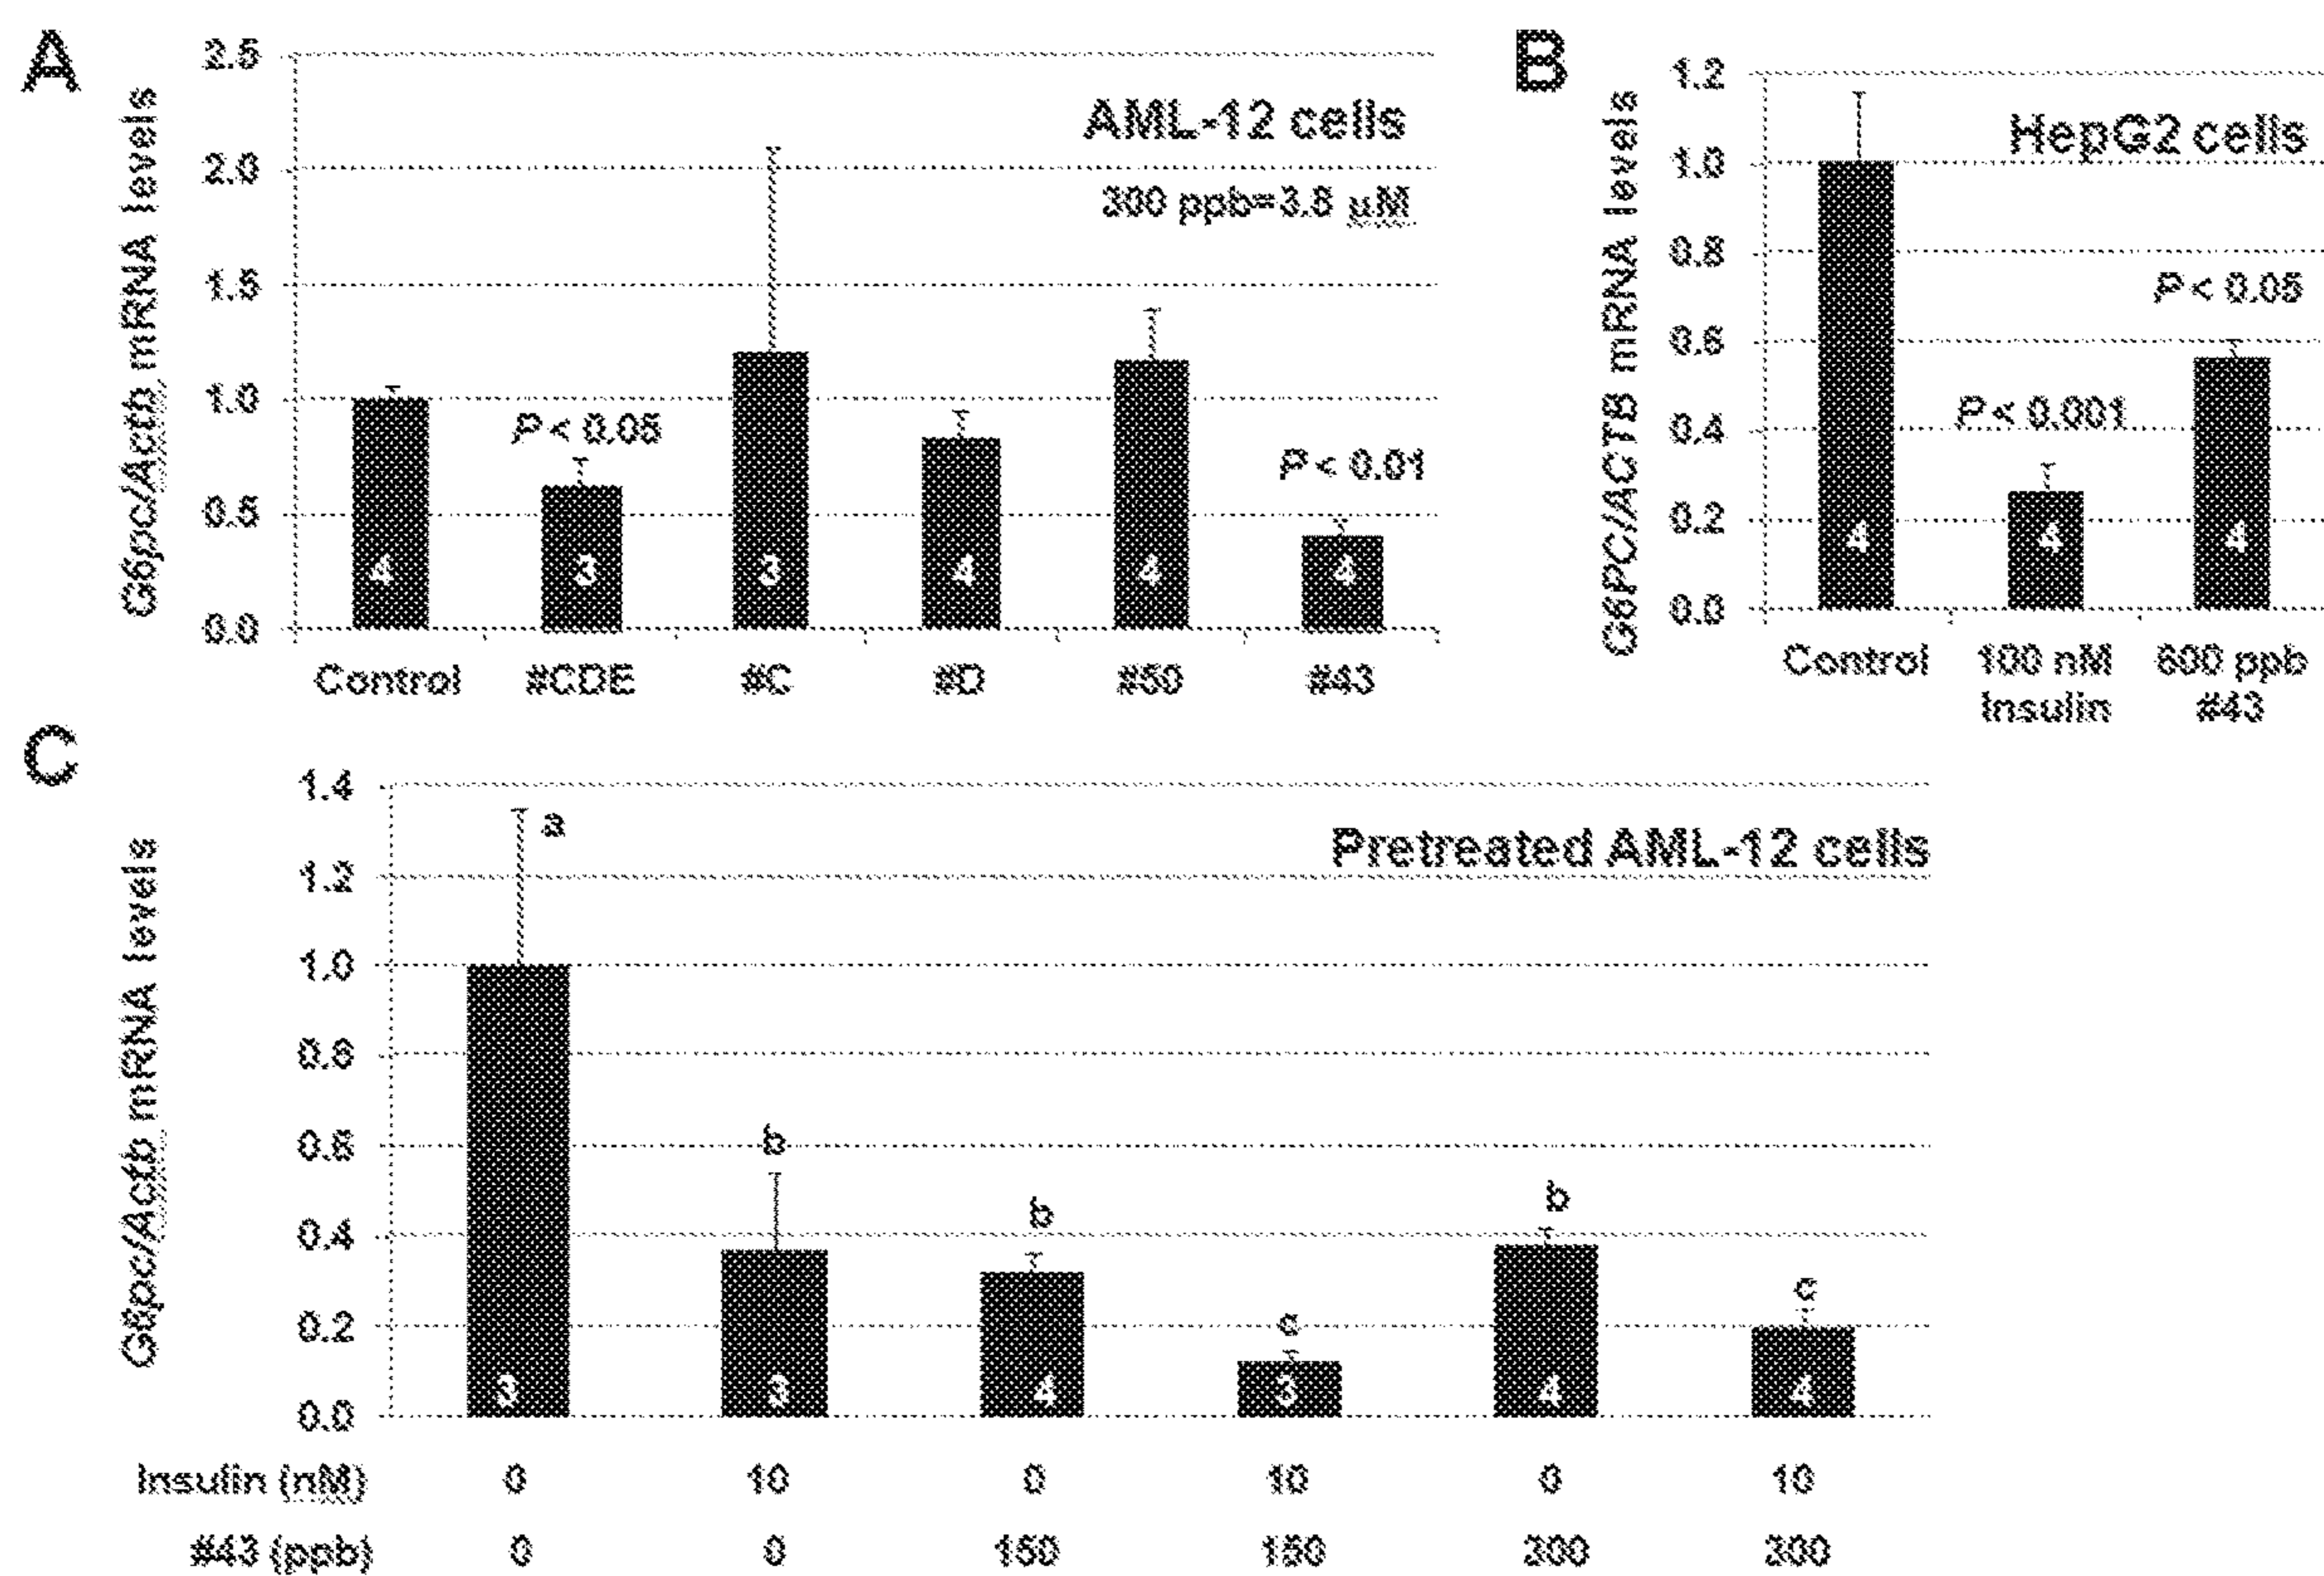 A
G6pc/Actb mRNA levels
2.5
2.0
1.5
1.0
0.5
0.0
AML-12 cells
300 ppb=3.8 μM
P < 0.05
P < 0.01
4
3
3
4
4
4
Control
#CDE
#C
#D
#50
#43
B
G6PC/ACTB mRNA levels
1.2
1.0
0.8
0.6
0.4
0.2
0.0
HepG2 cells
P < 0.001
P < 0.05
4
4
4
Control
100 nM
Insulin
600 ppb
#43
C
G6pc/Actb mRNA levels
1.4
1.2
1.0
0.8
0.6
0.4
0.2
0.0
Pretreated AML-12 cells
a
b
b
c
b
c
3
3
4
3
4
4
Insulin (nM) 0 10 0 10 0 10
#43 (ppb) 0 0 150 150 300 300